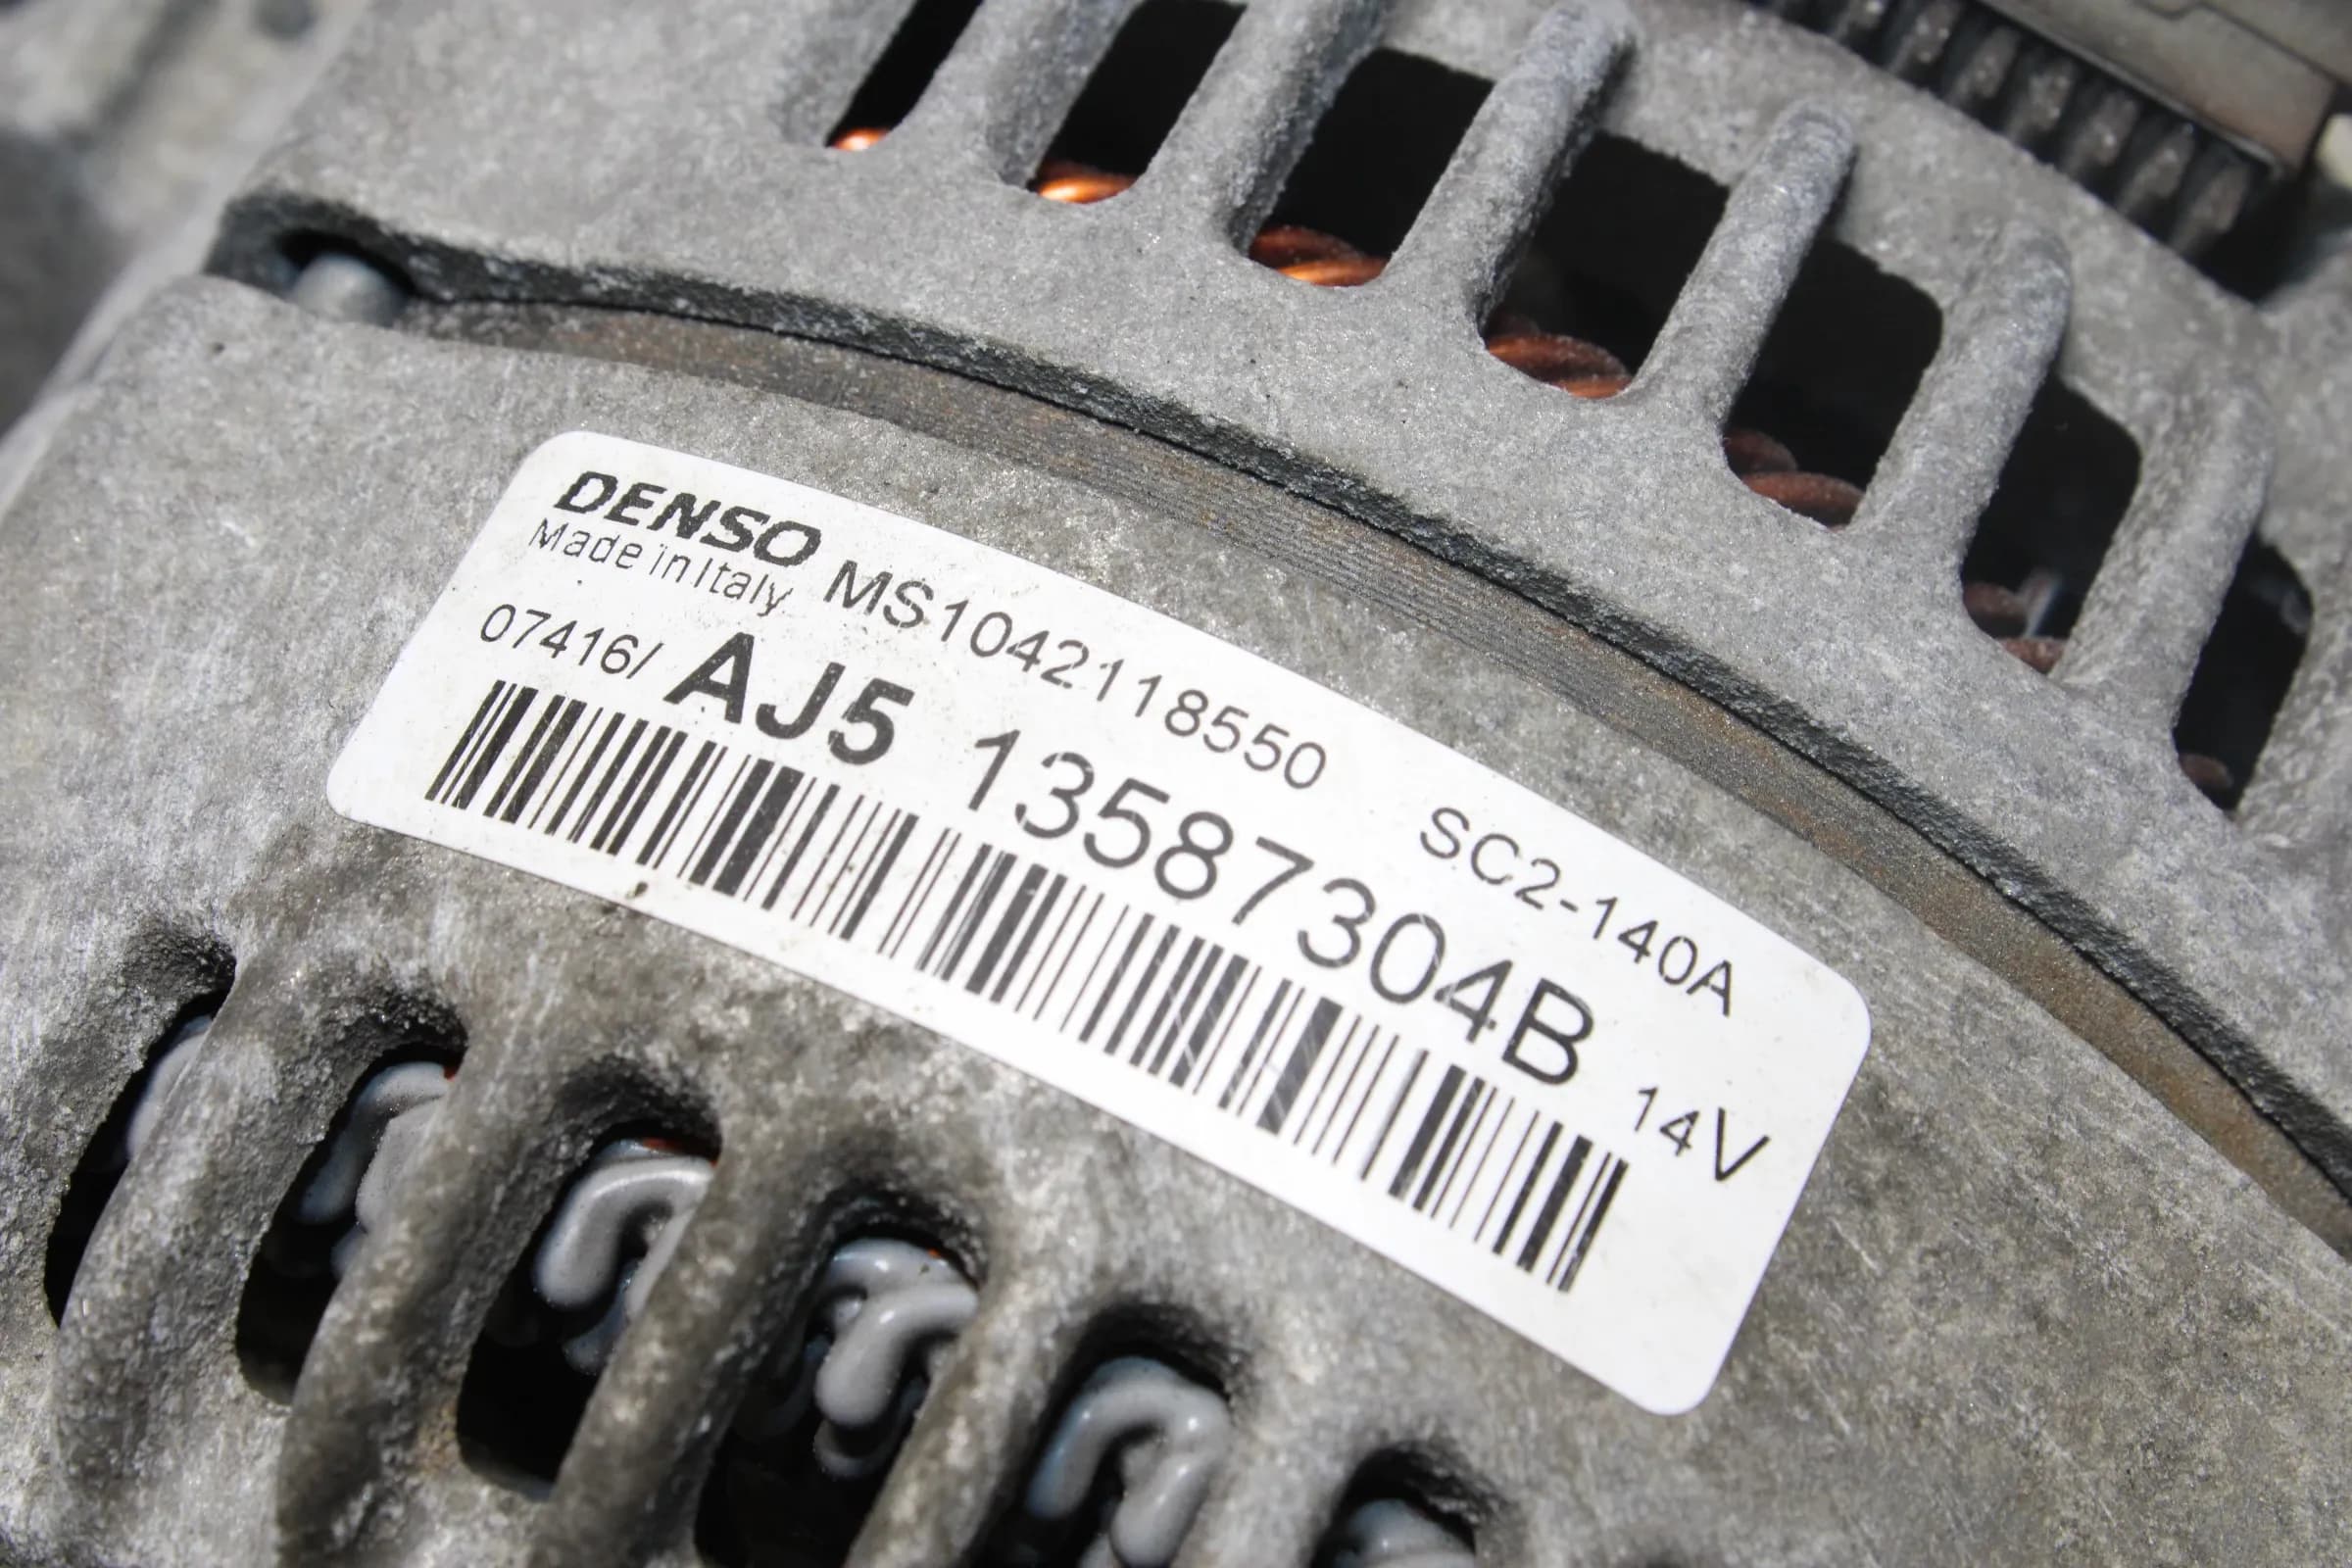 DENSO MS1042118550 SC2-140A
Made in Italy
07416/ AJ5 13587304B 14V